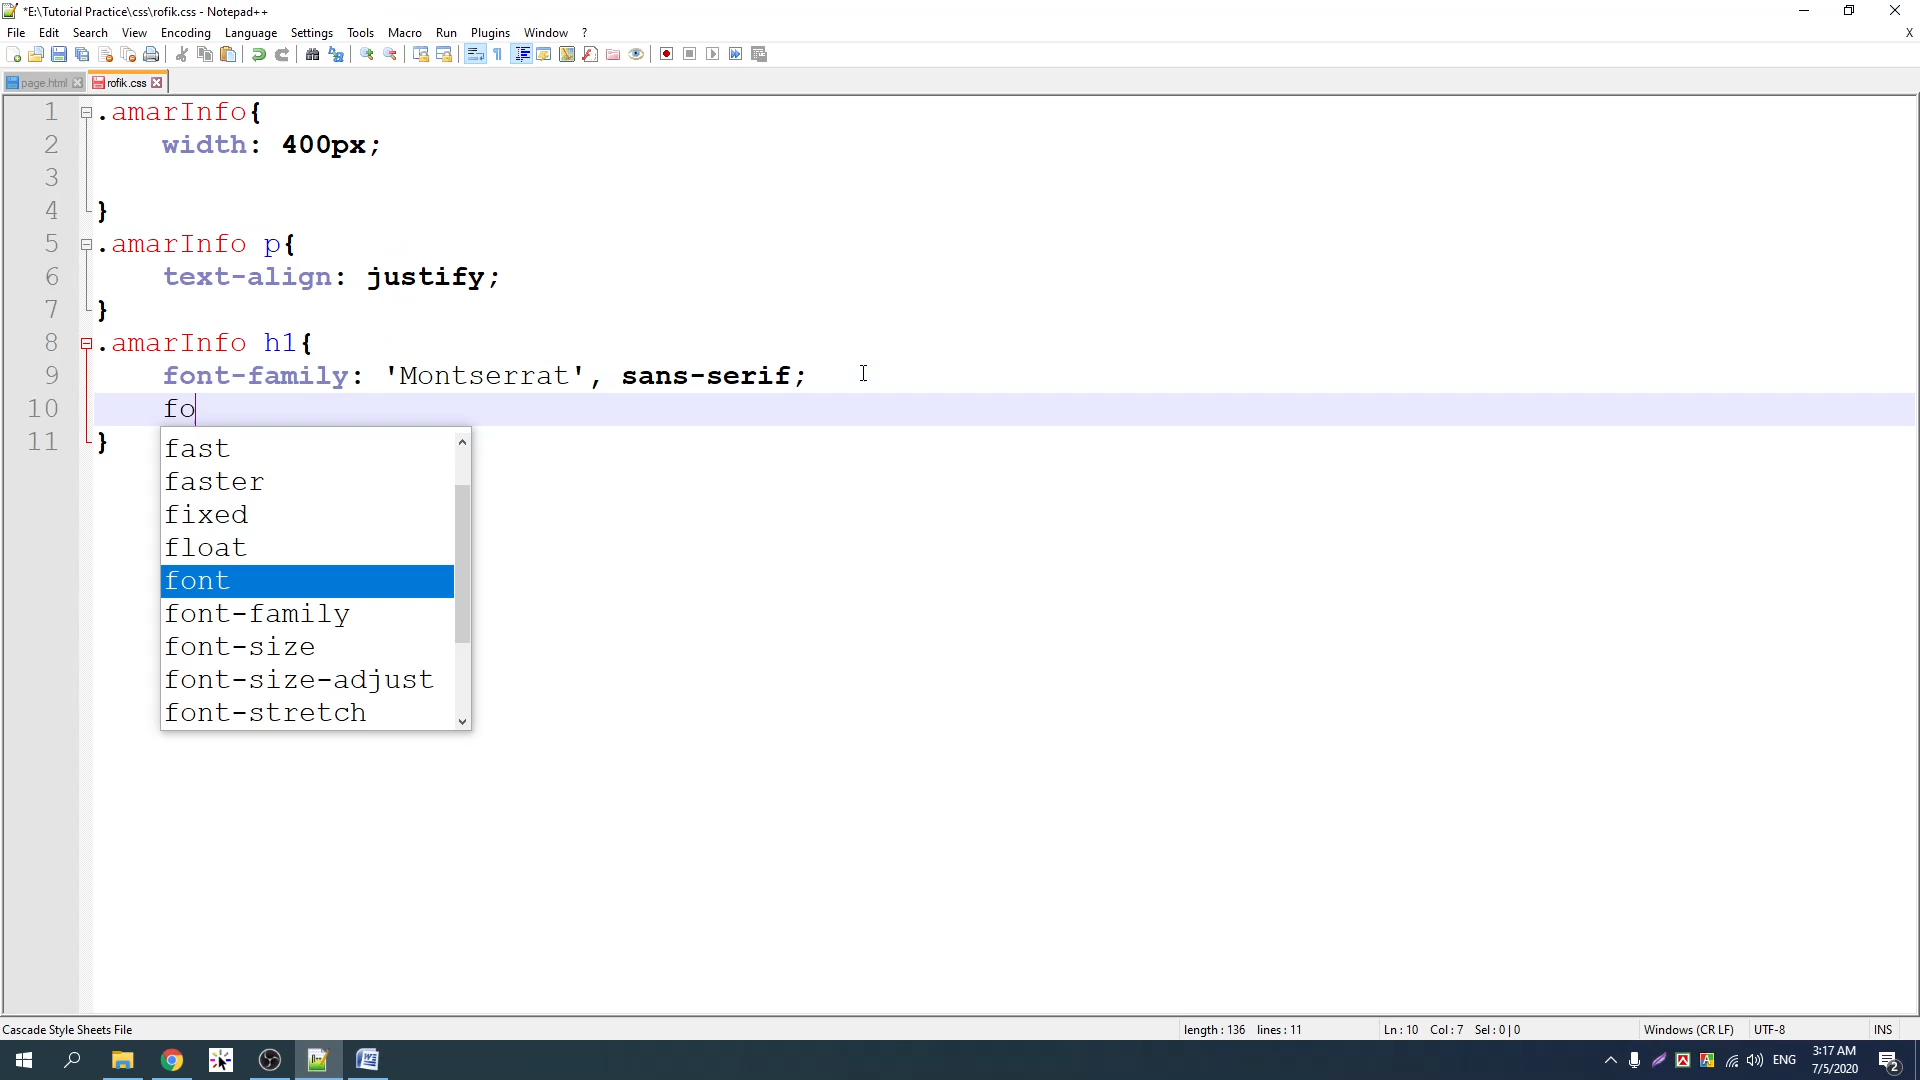 *E:\Tutorial Practice\css\rofik.css - Notepad++
File Edit Search View Encoding Language Settings Tools Macro Run Plugins Window ? X
page.html rofik.css
1 .amarInfo{
2 width: 400px;
3
4 }
5 .amarInfo p{
6 text-align: justify;
7 }
8 .amarInfo h1{
9 font-family: 'Montserrat', sans-serif;
10 fo
11 }
fast
faster
fixed
float
font
font-family
font-size
font-size-adjust
font-stretch
Cascade Style Sheets File length : 136 lines : 11 Ln : 10 Col : 7 Sel : 0 | 0 Windows (CR LF) UTF-8 INS
ENG 3:17 AM
7/5/2020 2